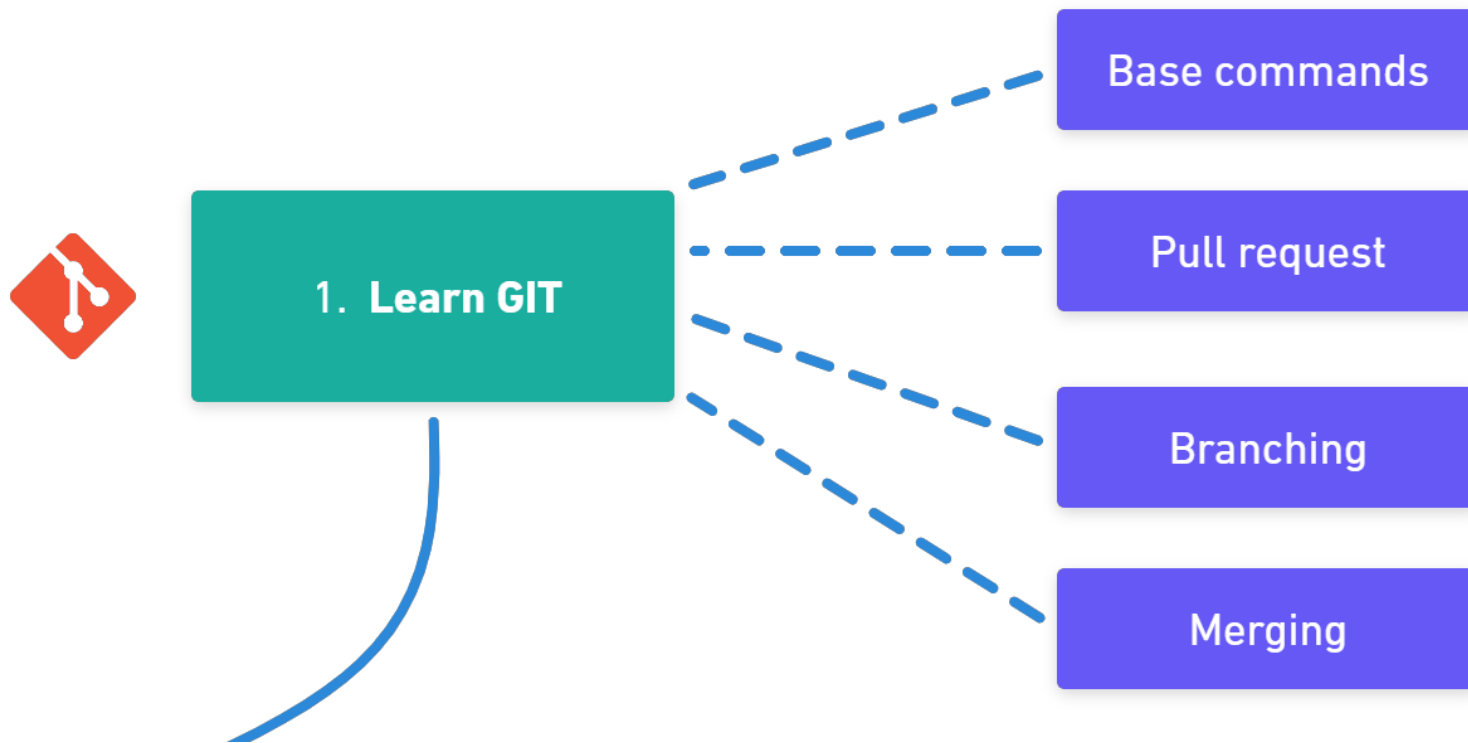 Base commands
Pull request
1. Learn GIT
Branching
Merging